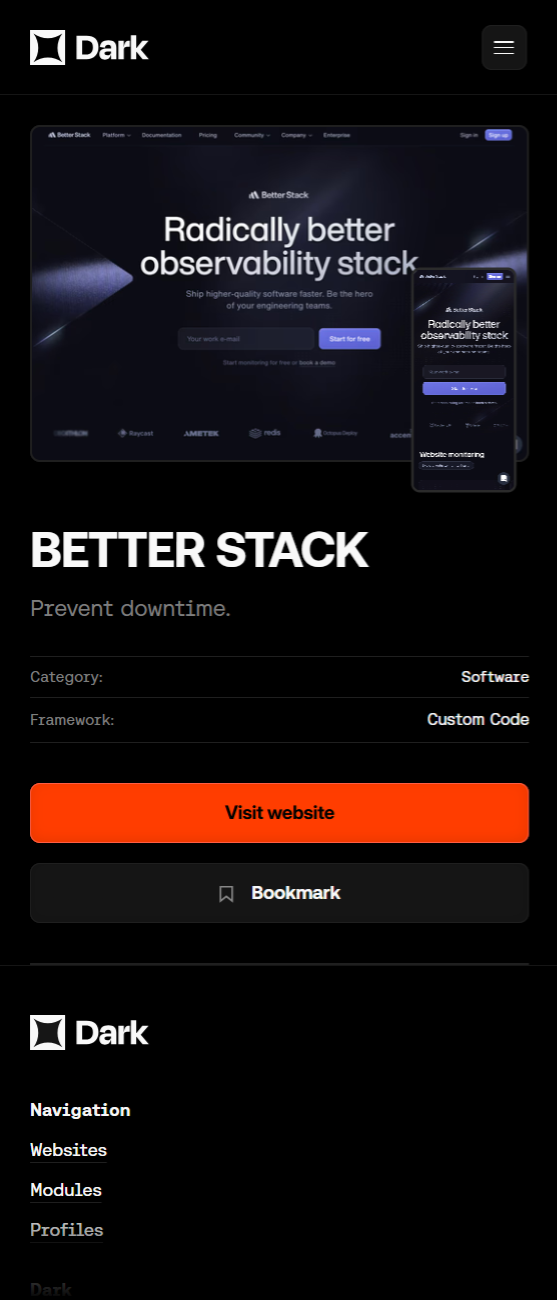 Dark
Better Stack
Platform
Documentation
Pricing
Community
Company
Enterprise
Sign in
Sign up
Better Stack
Radically better
observability stack
Ship higher-quality software faster. Be the hero
of your engineering teams.
Your work e-mail
Start for free
Start monitoring for free or book a demo
Raycast
AMETEK
redis
Octopus Deploy
accen
Better Stack
Radically better
observability stack
Website monitoring
BETTER STACK
Prevent downtime.
Category:
Software
Framework:
Custom Code
Visit website
Bookmark
Dark
Navigation
Websites
Modules
Profiles
Dark